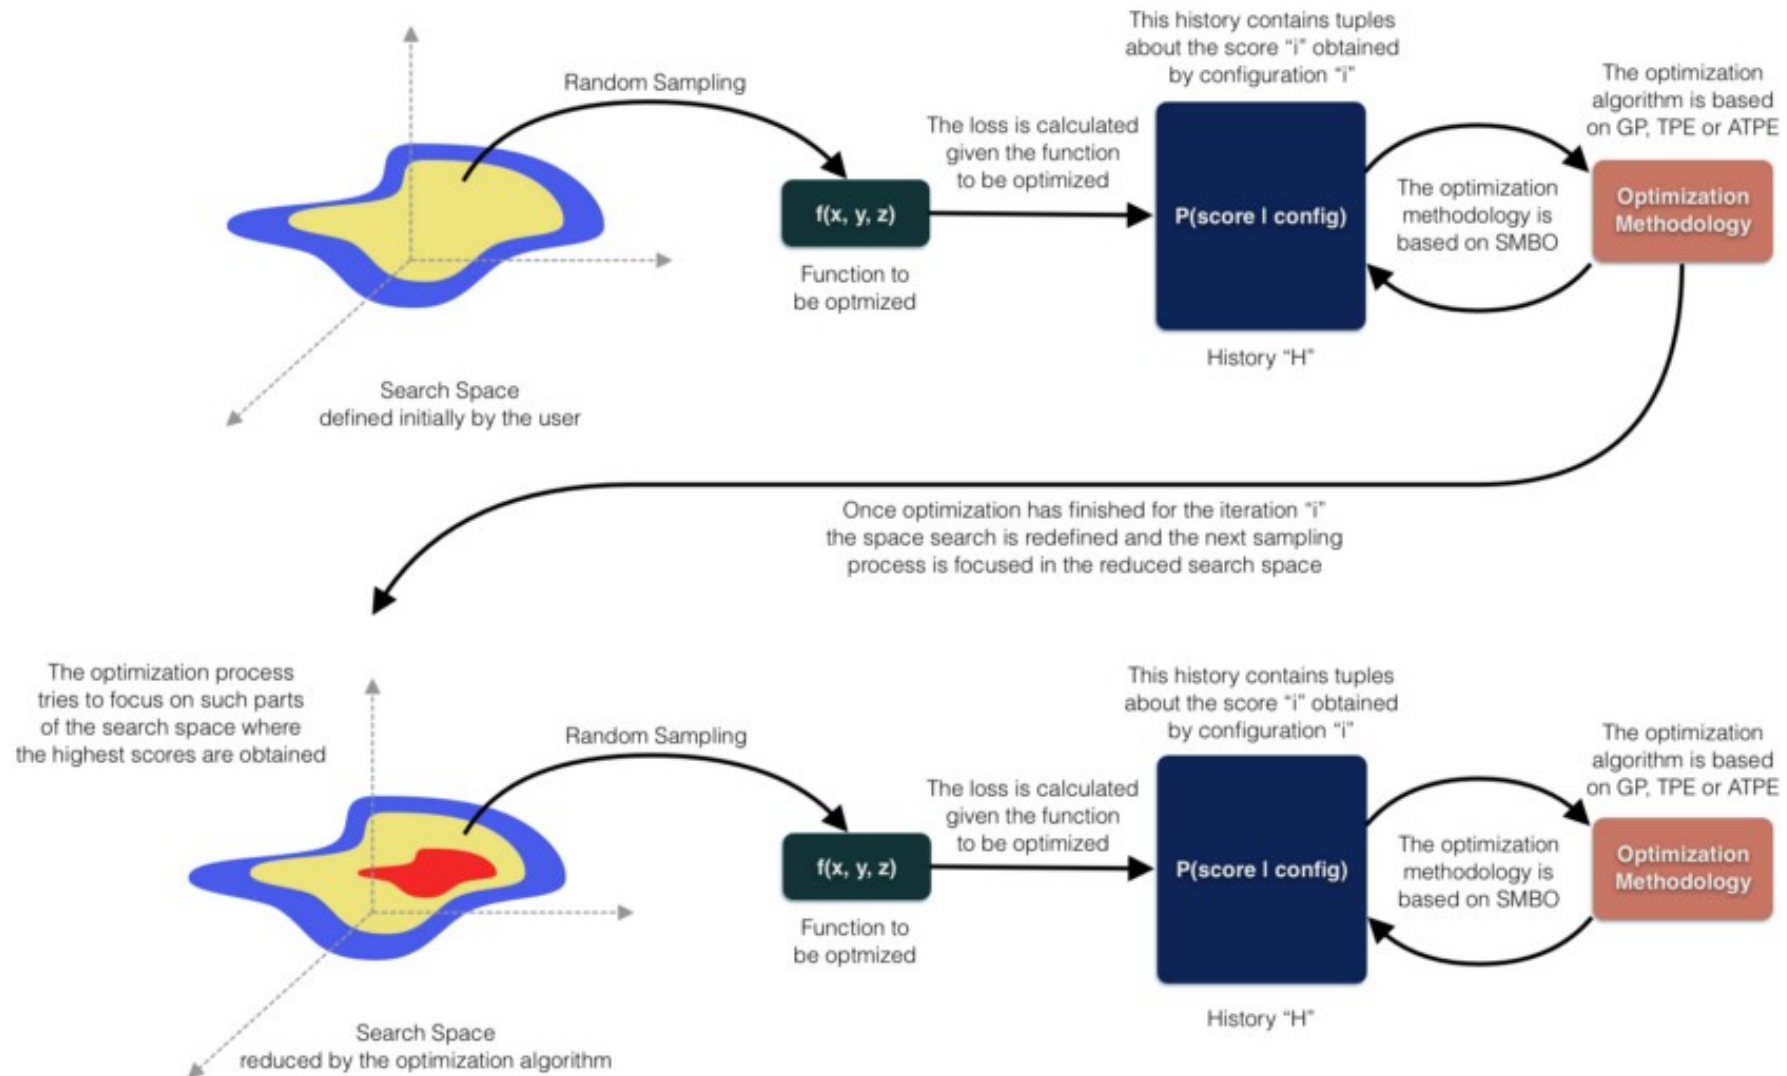 This history contains tuples
about the score “i” obtained
by configuration “i”
Random Sampling
The optimization
algorithm is based
on GP, TPE or ATPE
The loss is calculated
given the function
to be optimized
f(x, y, z)
P(score | config)
The optimization
methodology is
based on SMBO
Optimization
Methodology
Function to
be optmized
History “H”
Search Space
defined initially by the user
Once optimization has finished for the iteration “i”
the space search is redefined and the next sampling
process is focused in the reduced search space
The optimization process
tries to focus on such parts
of the search space where
the highest scores are obtained
Random Sampling
This history contains tuples
about the score “i” obtained
by configuration “i”
The optimization
algorithm is based
on GP, TPE or ATPE
The loss is calculated
given the function
to be optimized
f(x, y, z)
P(score | config)
The optimization
methodology is
based on SMBO
Optimization
Methodology
Function to
be optmized
History “H”
Search Space
reduced by the optimization algorithm